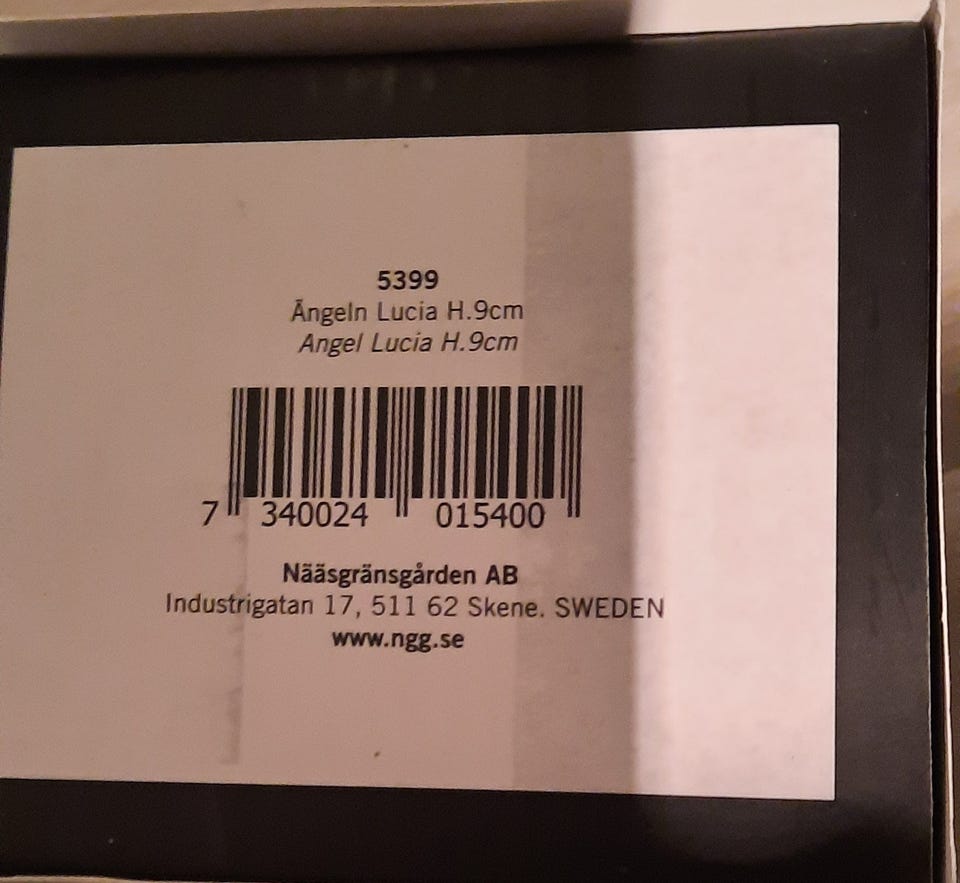 5399
Ängeln Lucia H.9cm
Angel Lucia H.9cm
7 340024 015400
Nääsgränsgården AB
Industrigatan 17, 511 62 Skene. SWEDEN
www.ngg.se